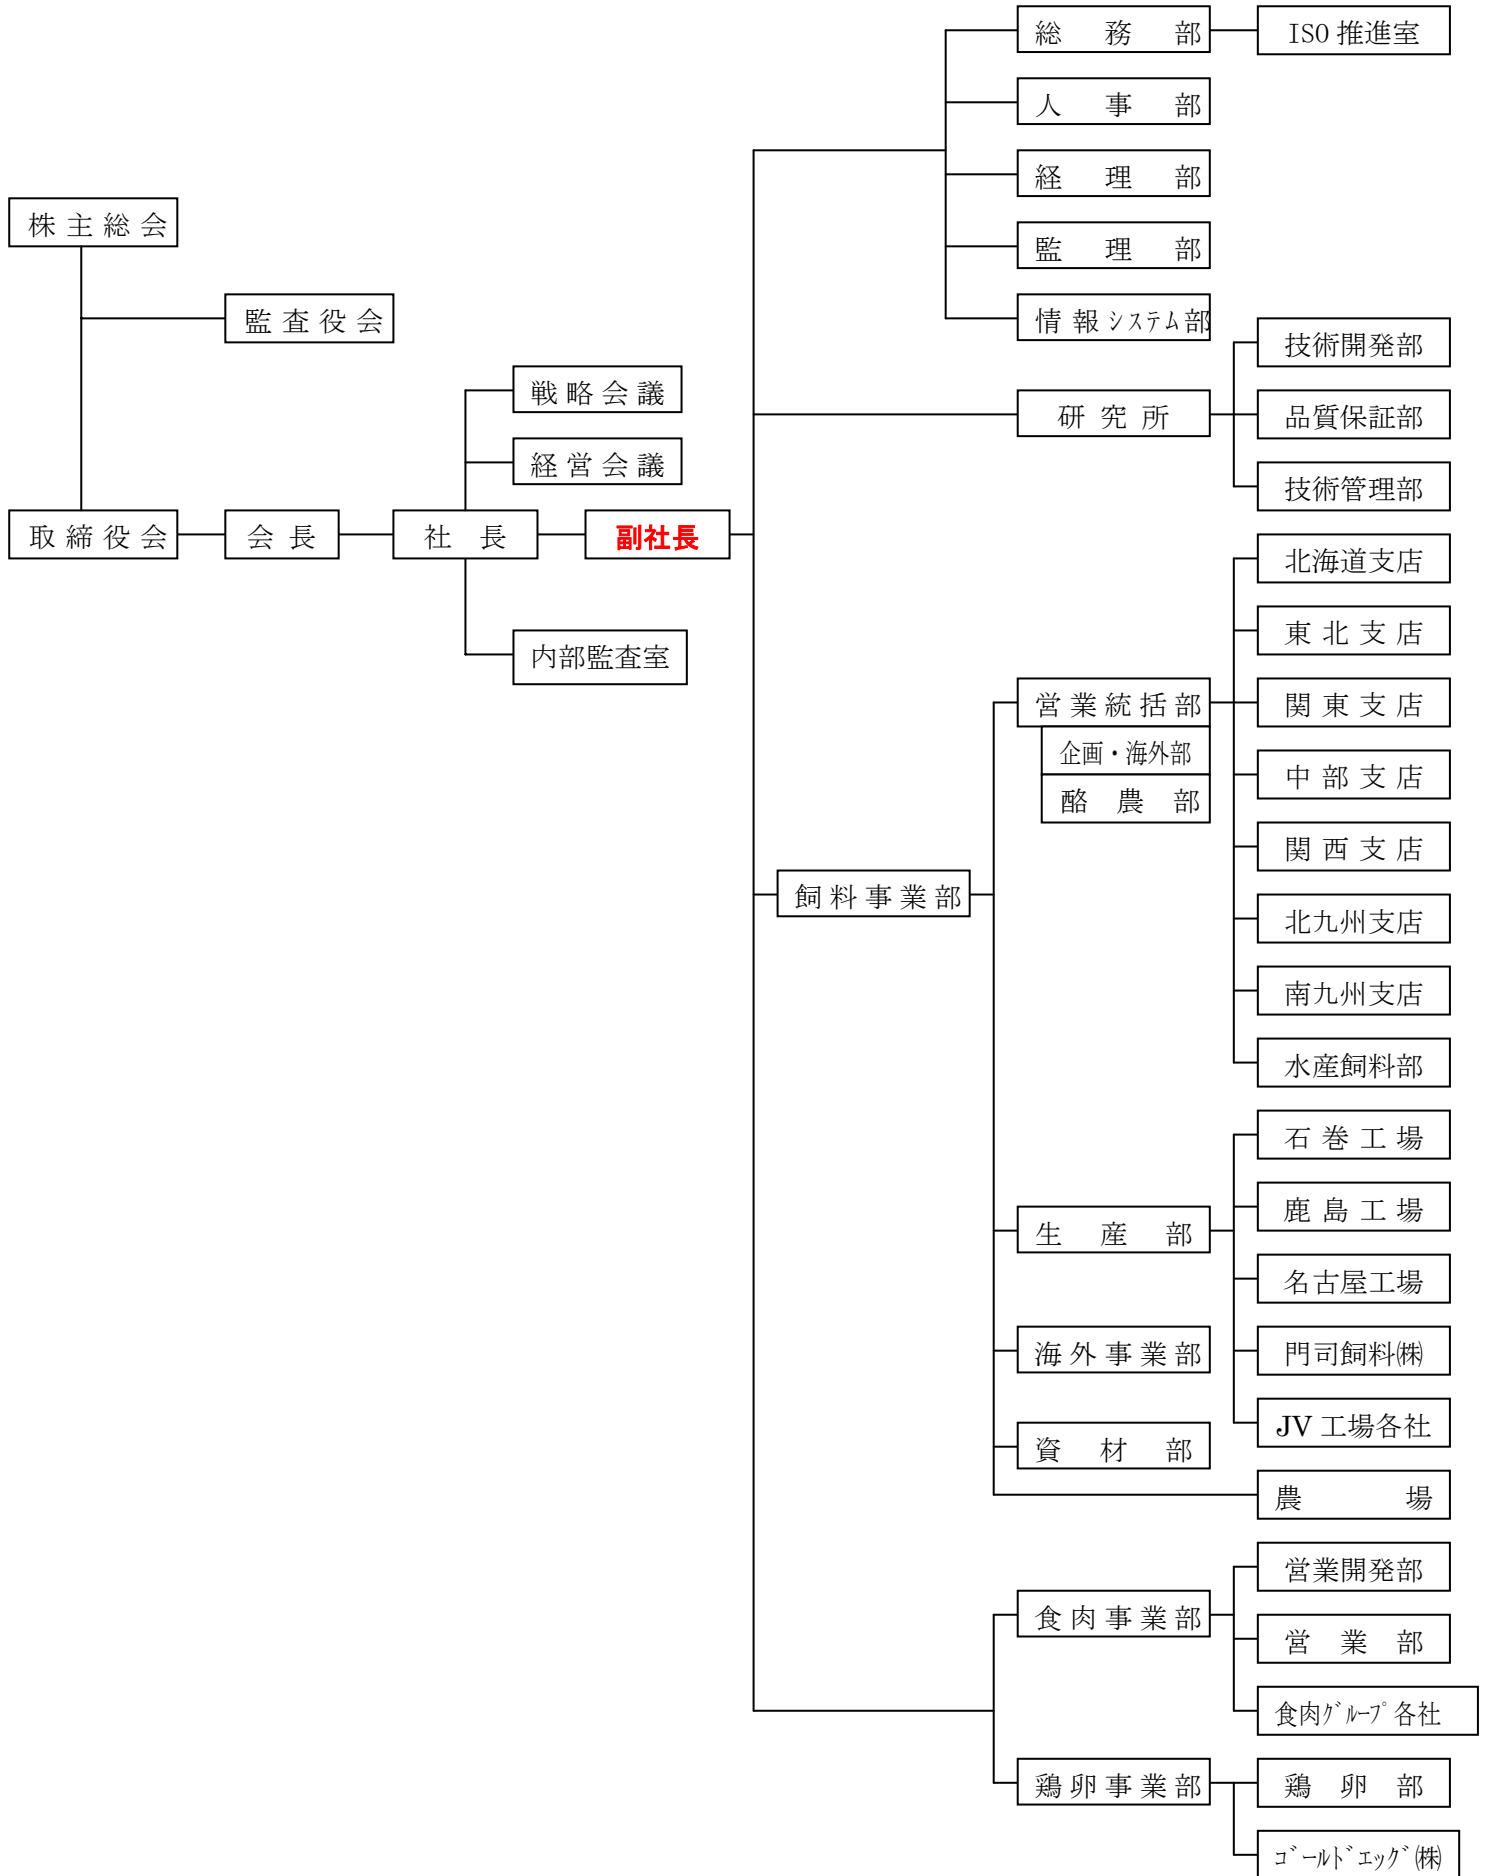 総務部
ISO 推進室
人事部
経理部
監理部
情報ｼｽﾃﾑ部
株主総会
監査役会
戦略会議
経営会議
取締役会
会長
社長
副社長
内部監査室
研究所
技術開発部
品質保証部
技術管理部
飼料事業部
営業統括部
企画・海外部
酪農部
北海道支店
東北支店
関東支店
中部支店
関西支店
北九州支店
南九州支店
水産飼料部
生産部
石巻工場
鹿島工場
名古屋工場
門司飼料㈱
JV 工場各社
海外事業部
資材部
農場
食肉事業部
営業開発部
営業部
食肉ｸﾞﾙｰﾌﾟ各社
鶏卵事業部
鶏卵部
ｺﾞｰﾙﾄﾞｴｯｸﾞ㈱